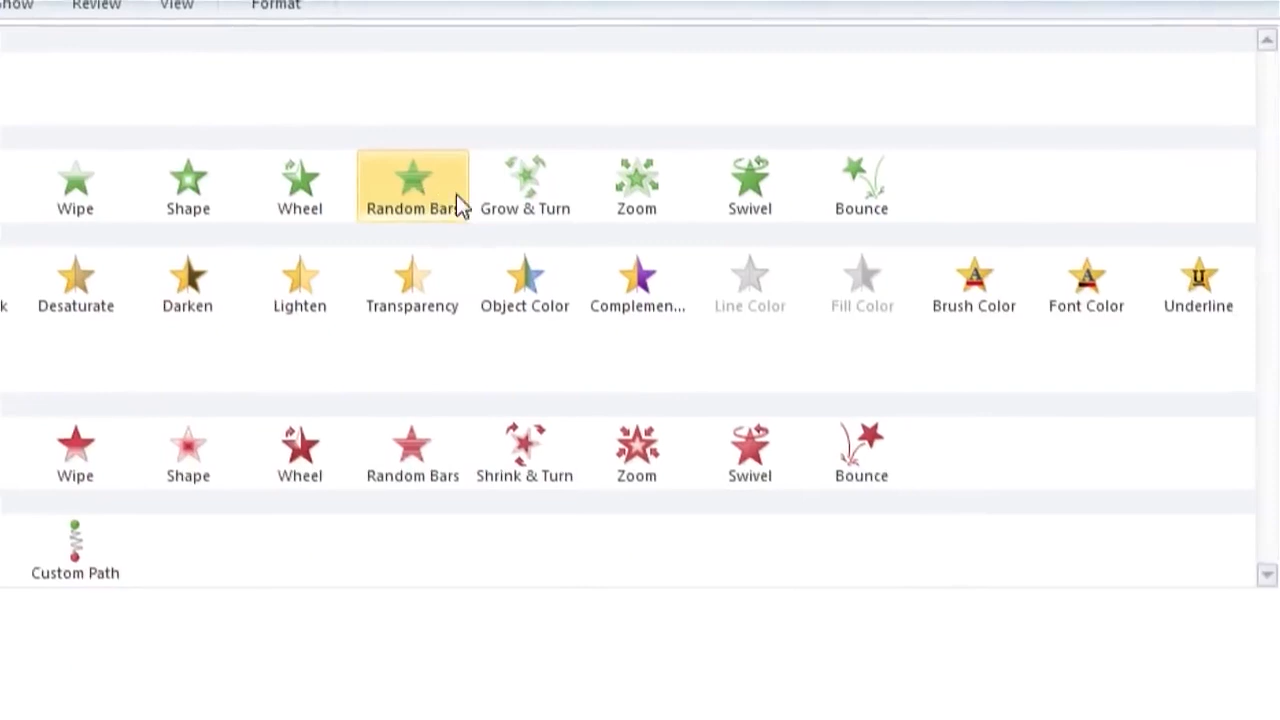 Review View Format
Wipe Shape Wheel Random Bars Grow & Turn Zoom Swivel Bounce
k Desaturate Darken Lighten Transparency Object Color Complemen... Line Color Fill Color Brush Color Font Color Underline
Wipe Shape Wheel Random Bars Shrink & Turn Zoom Swivel Bounce
Custom Path